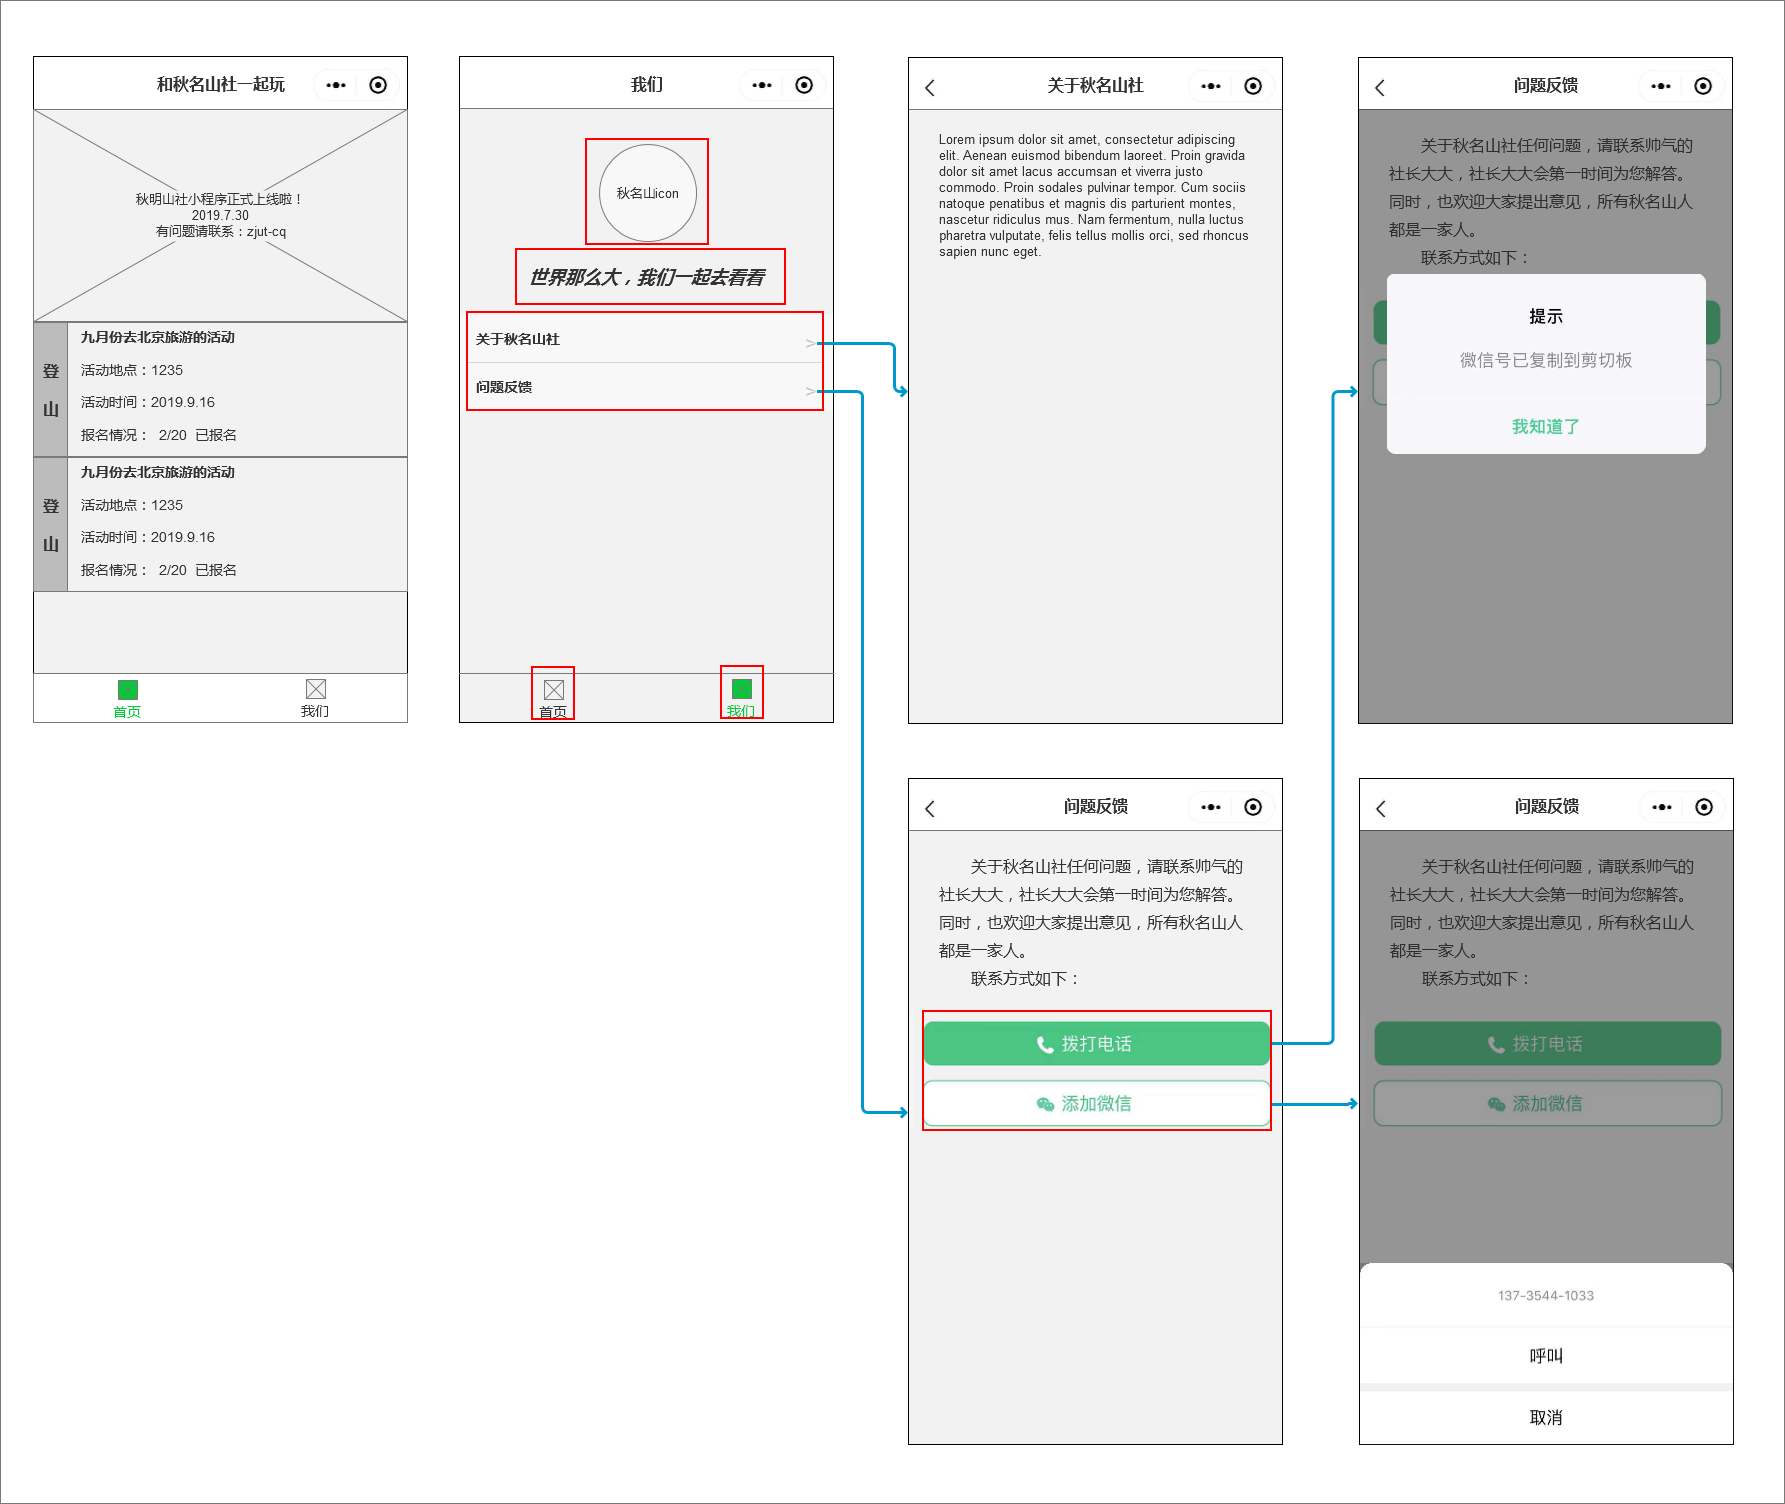 和秋名山社一起玩
秋明山社小程序正式上线啦！
2019.7.30
有问题请联系：zjut-cq
登
山
九月份去北京旅游的活动
活动地点：1235
活动时间：2019.9.16
报名情况： 2/20 已报名
登
山
九月份去北京旅游的活动
活动地点：1235
活动时间：2019.9.16
报名情况： 2/20 已报名
首页
我们
我们
秋名山icon
世界那么大，我们一起去看看
关于秋名山社 >
问题反馈 >
首页
我们
关于秋名山社
Lorem ipsum dolor sit amet, consectetur adipiscing
elit. Aenean euismod bibendum laoreet. Proin gravida
dolor sit amet lacus accumsan et viverra justo
commodo. Proin sodales pulvinar tempor. Cum sociis
natoque penatibus et magnis dis parturient montes,
nascetur ridiculus mus. Nam fermentum, nulla luctus
pharetra vulputate, felis tellus mollis orci, sed rhoncus
sapien nunc eget.
问题反馈
关于秋名山社任何问题，请联系帅气的
社长大大，社长大大会第一时间为您解答。
同时，也欢迎大家提出意见，所有秋名山人
都是一家人。
联系方式如下：
提示
微信号已复制到剪切板
我知道了
问题反馈
关于秋名山社任何问题，请联系帅气的
社长大大，社长大大会第一时间为您解答。
同时，也欢迎大家提出意见，所有秋名山人
都是一家人。
联系方式如下：
拨打电话
添加微信
问题反馈
关于秋名山社任何问题，请联系帅气的
社长大大，社长大大会第一时间为您解答。
同时，也欢迎大家提出意见，所有秋名山人
都是一家人。
联系方式如下：
拨打电话
添加微信
137-3544-1033
呼叫
取消